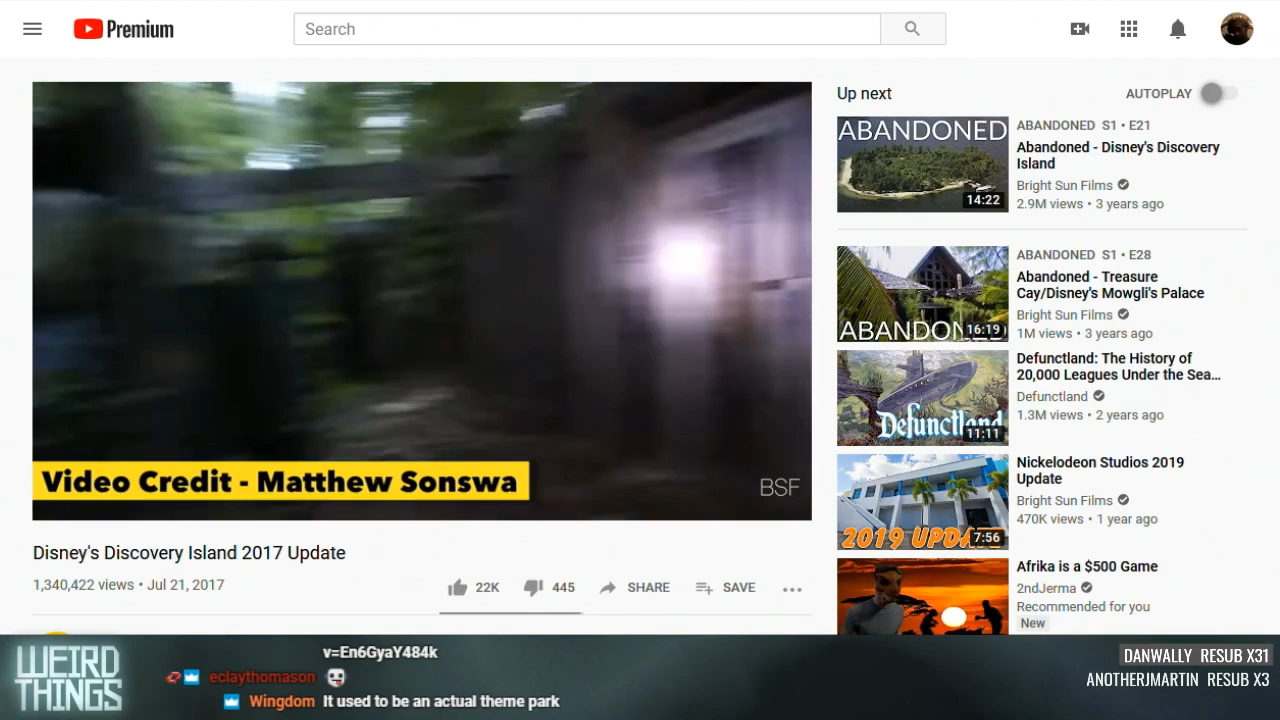 Premium
Search
Video Credit - Matthew Sonswa
BSF
Disney's Discovery Island 2017 Update
1,340,422 views • Jul 21, 2017
22K
445
SHARE
SAVE
Up next
AUTOPLAY
ABANDONED
14:22
ABANDONED S1 • E21
Abandoned - Disney's Discovery
Island
Bright Sun Films
2.9M views • 3 years ago
ABANDON
16:19
ABANDONED S1 • E28
Abandoned - Treasure
Cay/Disney's Mowgli's Palace
Bright Sun Films
1M views • 3 years ago
Defunctland
11:11
Defunctland: The History of
20,000 Leagues Under the Sea...
Defunctland
1.3M views • 2 years ago
2019 UPDA
7:56
Nickelodeon Studios 2019
Update
Bright Sun Films
470K views • 1 year ago
Afrika is a $500 Game
2ndJerma
Recommended for you
New
WEIRD
THINGS
v=En6GyaY484k
eclaythomason
Wingdom It used to be an actual theme park
DANWALLY RESUB X31
ANOTHERJMARTIN RESUB X3